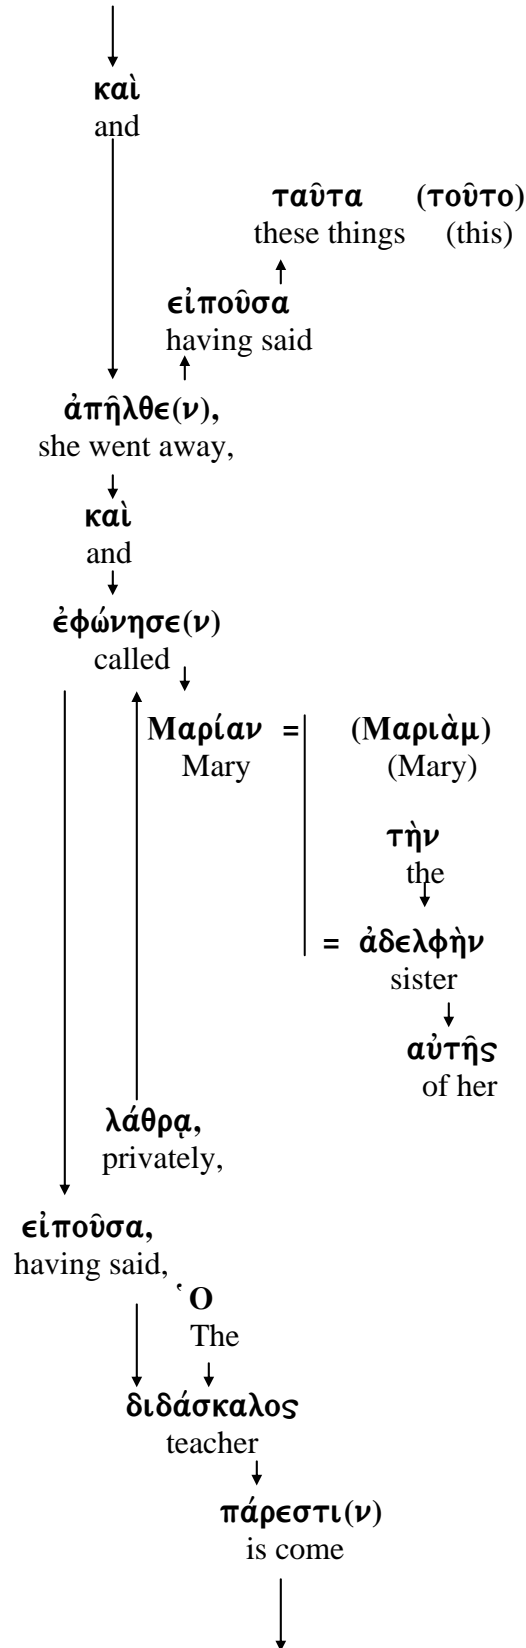 καὶ
and
ταῦτα (τοῦτο)
these things (this)
εἰποῦσα
having said
ἀπῆλθε(ν),
she went away,
καὶ
and
ἐφώνησε(ν)
called
Μαρίαν = (Μαριὰμ)
Mary (Mary)
τὴν
the
= ἀδελφὴν
sister
αὐτῆς
of her
λάθρᾳ,
privately,
εἰποῦσα,
having said,
Ὁ
The
διδάσκαλος
teacher
πάρεστι(ν)
is come